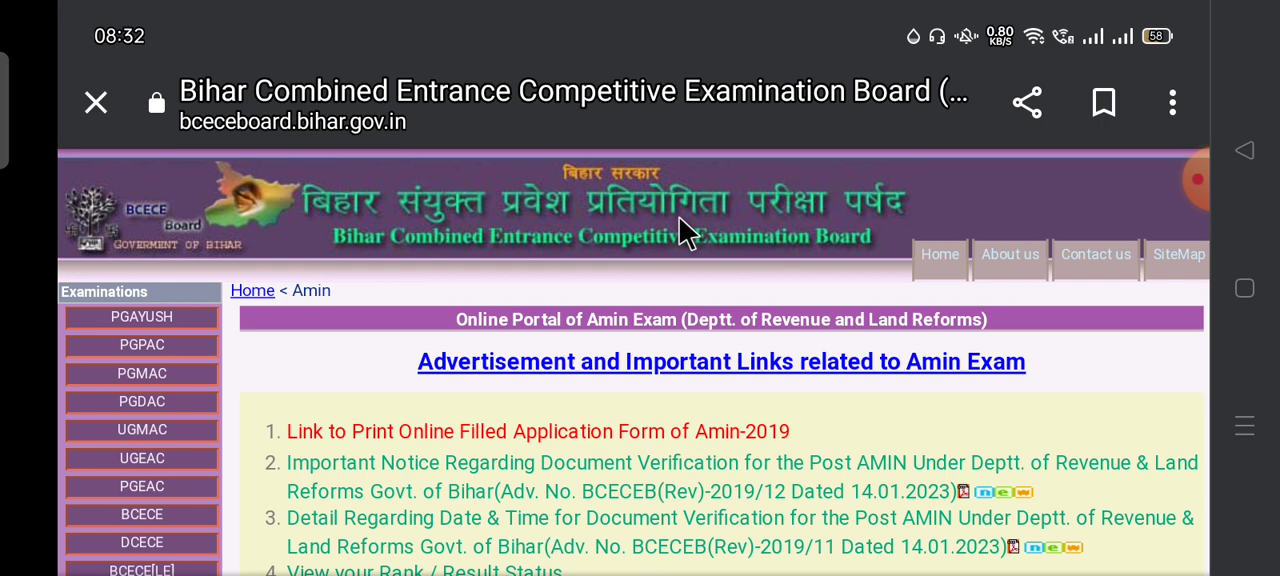 08:32
0.80
KB/S
58
Bihar Combined Entrance Competitive Examination Board (...
bceceboard.bihar.gov.in
बिहार सरकार
बिहार संयुक्त प्रवेश प्रतियोगिता परीक्षा पर्षद
BCECE
Board
GOVERMENT OF BIHAR
Bihar Combined Entrance Competitive Examination Board
Home
About us
Contact us
SiteMap
Examinations
Home < Amin
PGAYUSH
PGPAC
PGMAC
PGDAC
UGMAC
UGEAC
PGEAC
BCECE
DCECE
BCECE[LE]
Online Portal of Amin Exam (Deptt. of Revenue and Land Reforms)
Advertisement and Important Links related to Amin Exam
1. Link to Print Online Filled Application Form of Amin-2019
2. Important Notice Regarding Document Verification for the Post AMIN Under Deptt. of Revenue & Land
Reforms Govt. of Bihar(Adv. No. BCECEB(Rev)-2019/12 Dated 14.01.2023) new
3. Detail Regarding Date & Time for Document Verification for the Post AMIN Under Deptt. of Revenue &
Land Reforms Govt. of Bihar(Adv. No. BCECEB(Rev)-2019/11 Dated 14.01.2023) new
4. View your Rank / Result Status